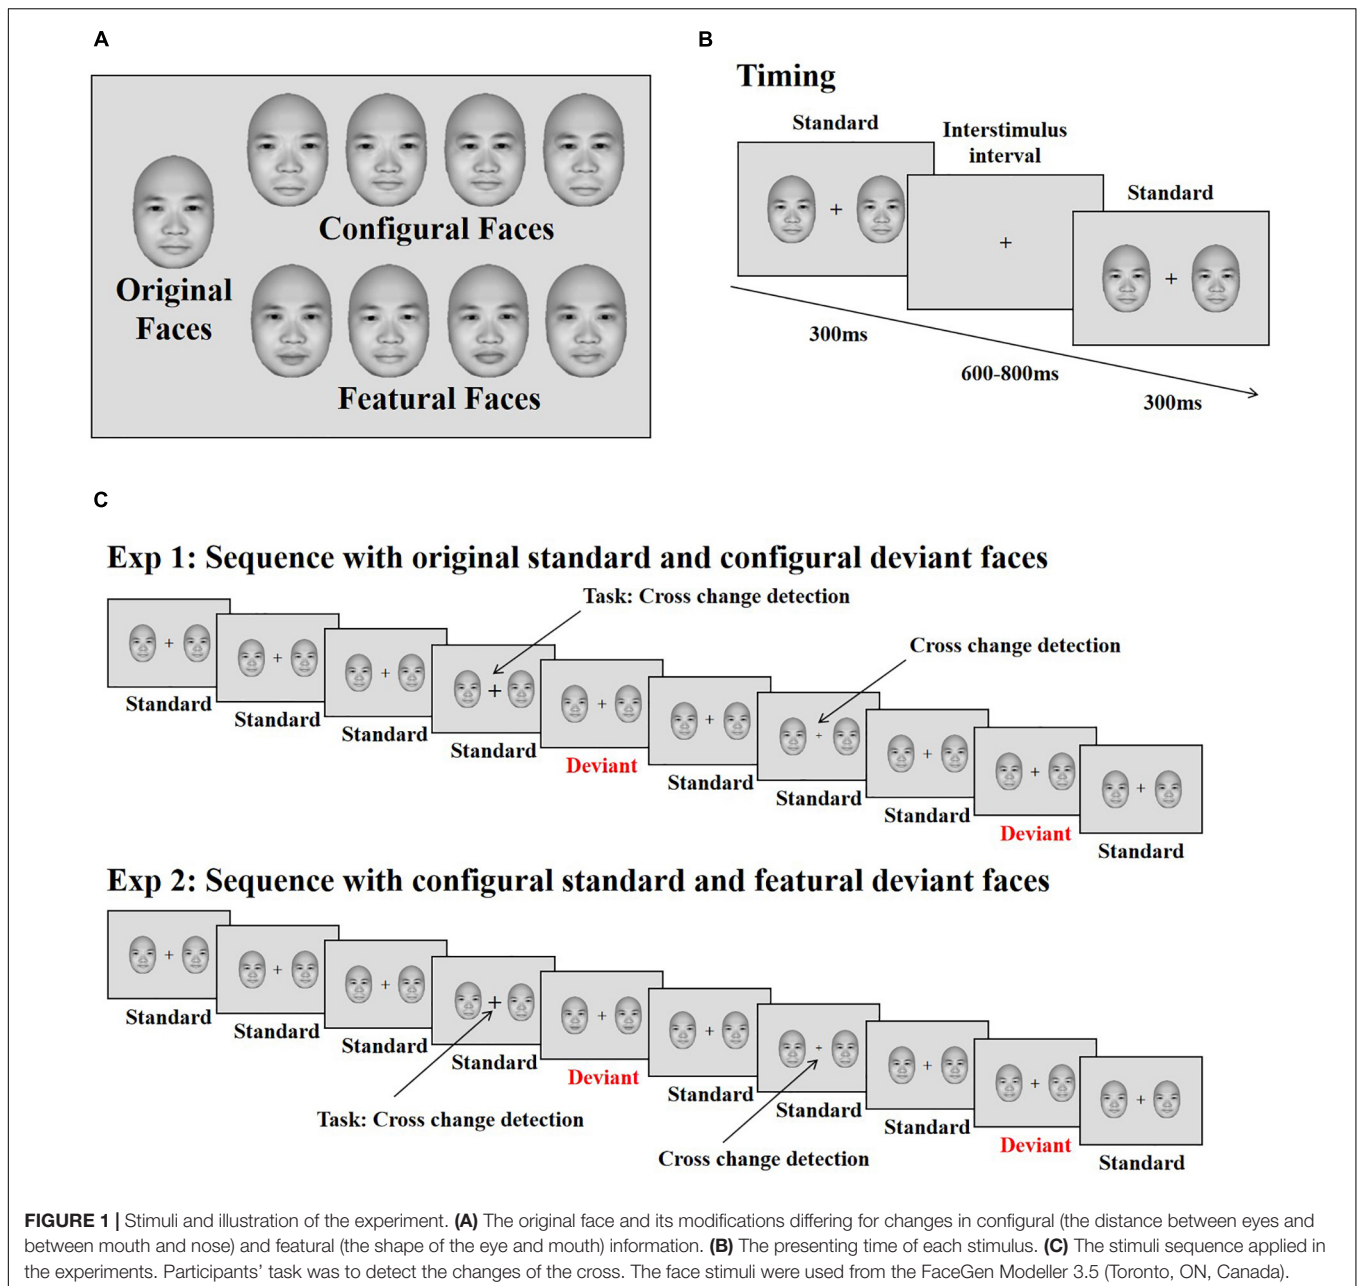 A
Original
Faces
Configural Faces
Featural Faces
B
Timing
Standard
Interstimulus
interval
Standard
300ms
600-800ms
300ms
C
Exp 1: Sequence with original standard and configural deviant faces
Task: Cross change detection
Cross change detection
Standard
Standard
Standard
Standard
Deviant
Standard
Standard
Standard
Deviant
Standard
Exp 2: Sequence with configural standard and featural deviant faces
Standard
Standard
Standard
Standard
Deviant
Standard
Standard
Standard
Deviant
Standard
Task: Cross change detection
Cross change detection
FIGURE 1 | Stimuli and illustration of the experiment. (A) The original face and its modifications differing for changes in configural (the distance between eyes and
between mouth and nose) and featural (the shape of the eye and mouth) information. (B) The presenting time of each stimulus. (C) The stimuli sequence applied in
the experiments. Participants' task was to detect the changes of the cross. The face stimuli were used from the FaceGen Modeller 3.5 (Toronto, ON, Canada).